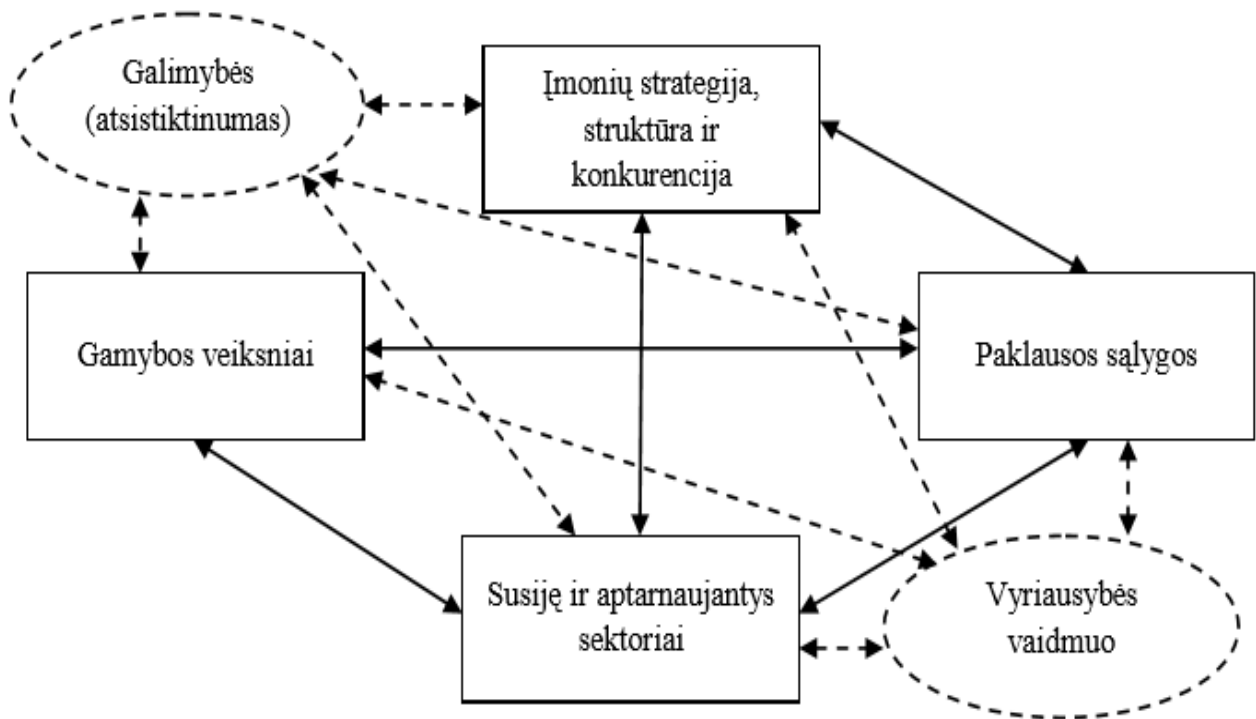 Galimybės
(atsistiktinumas)
Įmonių strategija,
struktūra ir
konkurencija
Gamybos veiksniai
Paklausos sąlygos
Susiję ir aptarnaujantys
sektoriai
Vyriausybės
vaidmuo